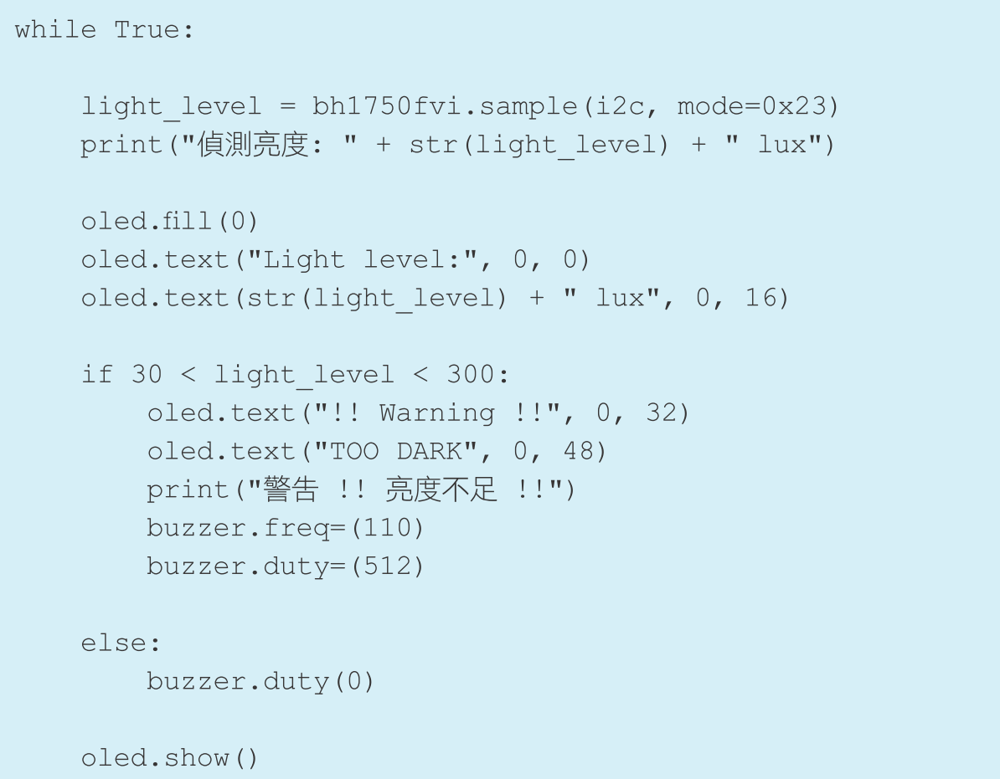 while True:
    light_level = bh1750fvi.sample(i2c, mode=0x23)
    print("偵測亮度: " + str(light_level) + " lux")
    oled.fill(0)
    oled.text("Light level:", 0, 0)
    oled.text(str(light_level) + " lux", 0, 16)
    if 30 < light_level < 300:
        oled.text("!! Warning !!", 0, 32)
        oled.text("TOO DARK", 0, 48)
        print("警告 !! 亮度不足 !!")
        buzzer.freq=(110)
        buzzer.duty=(512)
    else:
        buzzer.duty(0)
    oled.show()